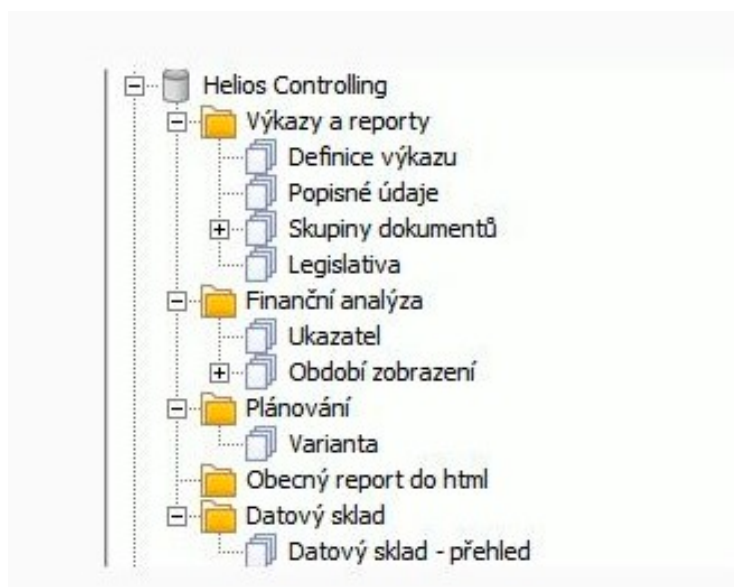 Helios Controlling
Výkazy a reporty
Definice výkazu
Popisné údaje
Skupiny dokumentů
Legislativa
Finanční analýza
Ukazatel
Období zobrazení
Plánování
Varianta
Obecný report do html
Datový sklad
Datový sklad - přehled